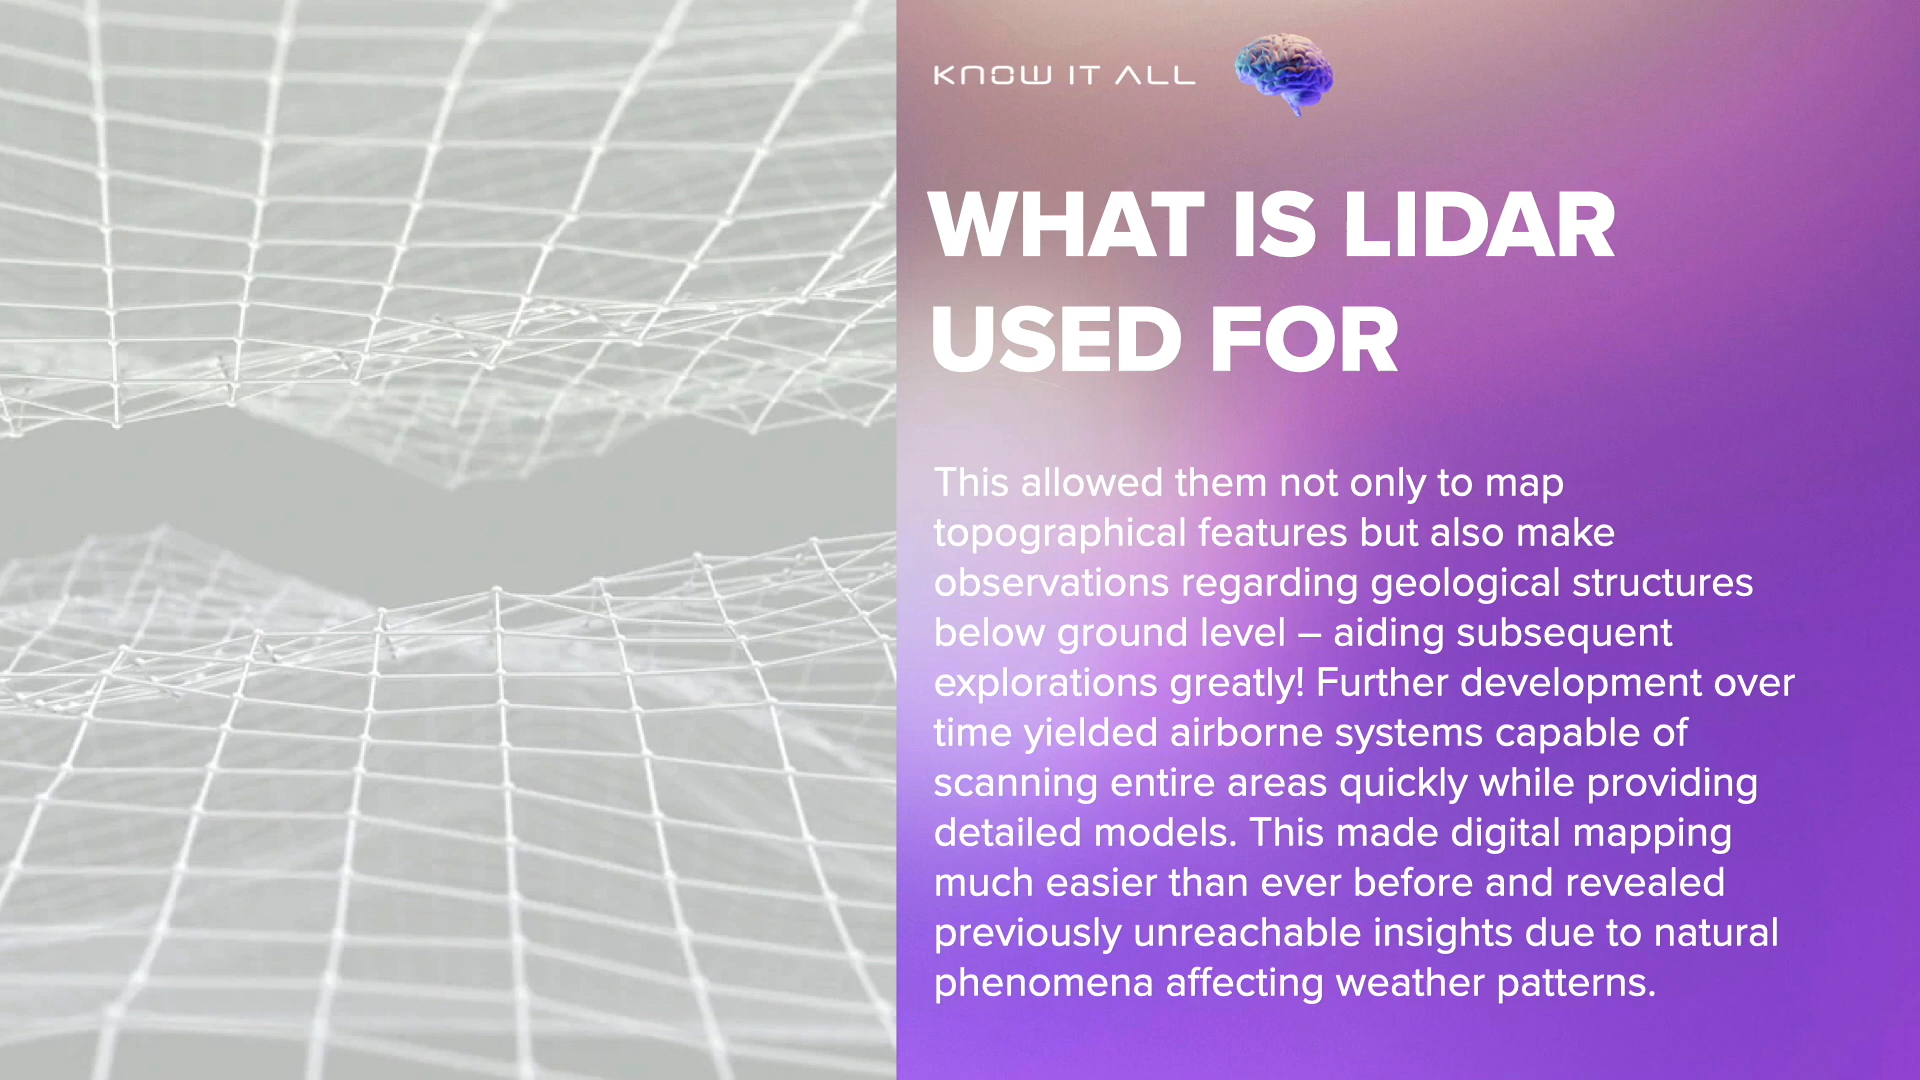 KNOW IT ALL
WHAT IS LIDAR
USED FOR
This allowed them not only to map
topographical features but also make
observations regarding geological structures
below ground level – aiding subsequent
explorations greatly! Further development over
time yielded airborne systems capable of
scanning entire areas quickly while providing
detailed models. This made digital mapping
much easier than ever before and revealed
previously unreachable insights due to natural
phenomena affecting weather patterns.